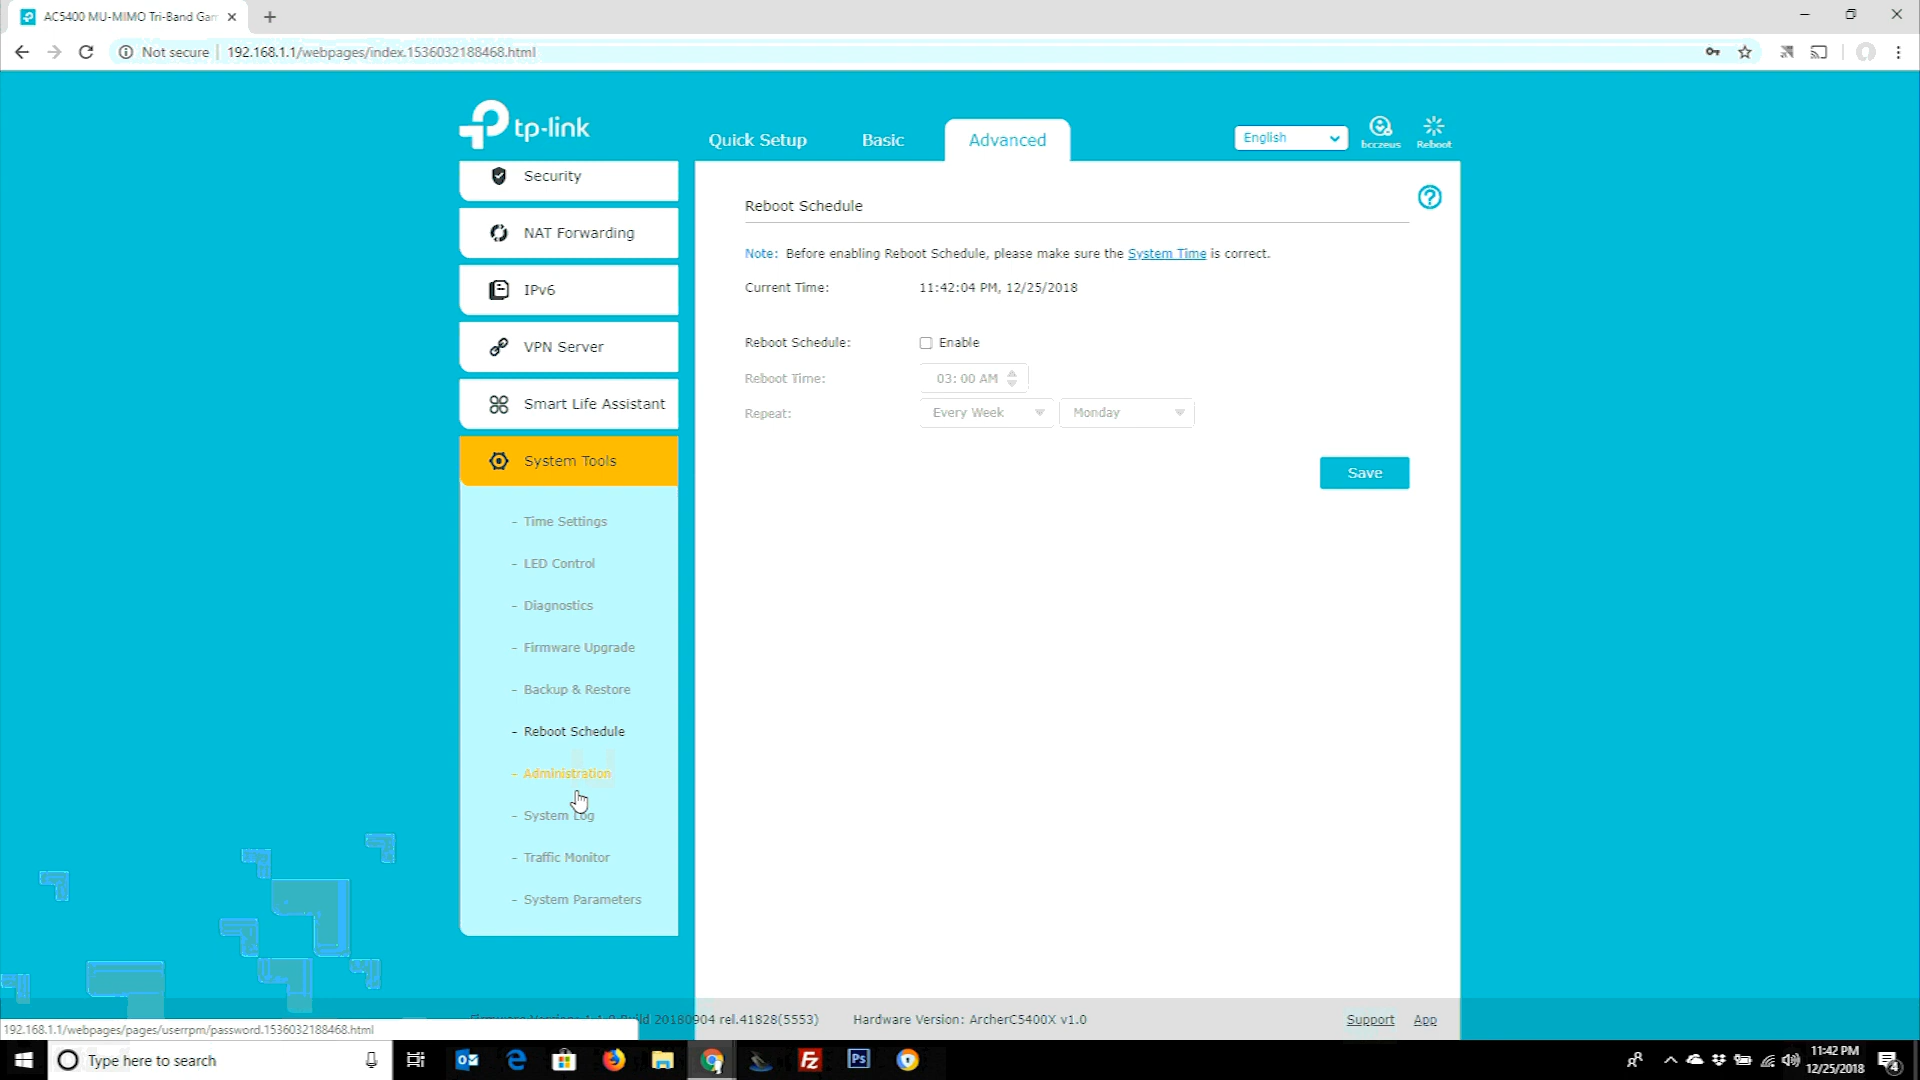 AC5400 MU-MIMO Tri-Band Gam
Not secure
192.168.1.1/webpages/index.1536032188468.html
tp-link
Quick Setup
Basic
Advanced
English
bcczeus
Reboot
Security
NAT Forwarding
IPv6
VPN Server
Smart Life Assistant
System Tools
- Time Settings
- LED Control
- Diagnostics
- Firmware Upgrade
- Backup & Restore
- Reboot Schedule
- Administration
- System Log
- Traffic Monitor
- System Parameters
Reboot Schedule
Note: Before enabling Reboot Schedule, please make sure the System Time is correct.
Current Time: 11:42:04 PM, 12/25/2018
Reboot Schedule: Enable
Reboot Time: 03: 00 AM
Repeat: Every Week Monday
Save
20180904 rel.41828(5553) Hardware Version: ArcherC5400X v1.0
Support App
192.168.1.1/webpages/pages/userrpm/password.1536032188468.html
Type here to search
Ps
11:42 PM
12/25/2018
4